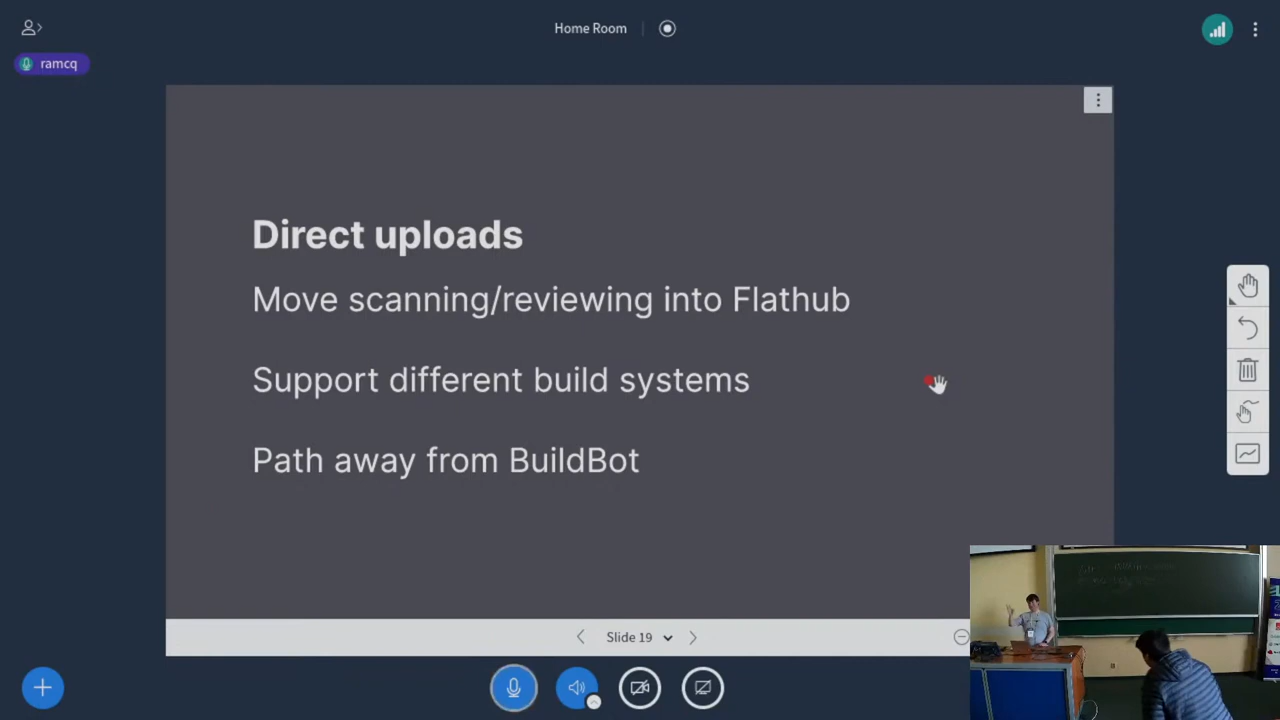 Home Room
ramcq
Direct uploads
Move scanning/reviewing into Flathub
Support different build systems
Path away from BuildBot
Slide 19